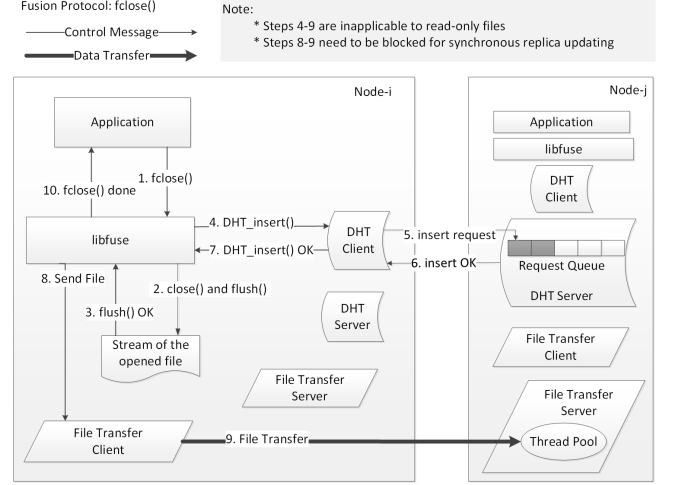 Fusion Protocol: fclose()
Control Message
Data Transfer
Note:
* Steps 4-9 are inapplicable to read-only files
* Steps 8-9 need to be blocked for synchronous replica updating
Node-i
Application
1. fclose()
10. fclose() done
libfuse
4. DHT_insert()
7. DHT_insert() OK
DHT
Client
8. Send File
2. close() and flush()
3. flush() OK
Stream of the
opened file
DHT
Server
File Transfer
Server
File Transfer
Client
5. insert request
6. insert OK
9. File Transfer
Node-j
Application
libfuse
DHT
Client
Request Queue
DHT Server
File Transfer
Client
File Transfer
Server
Thread Pool